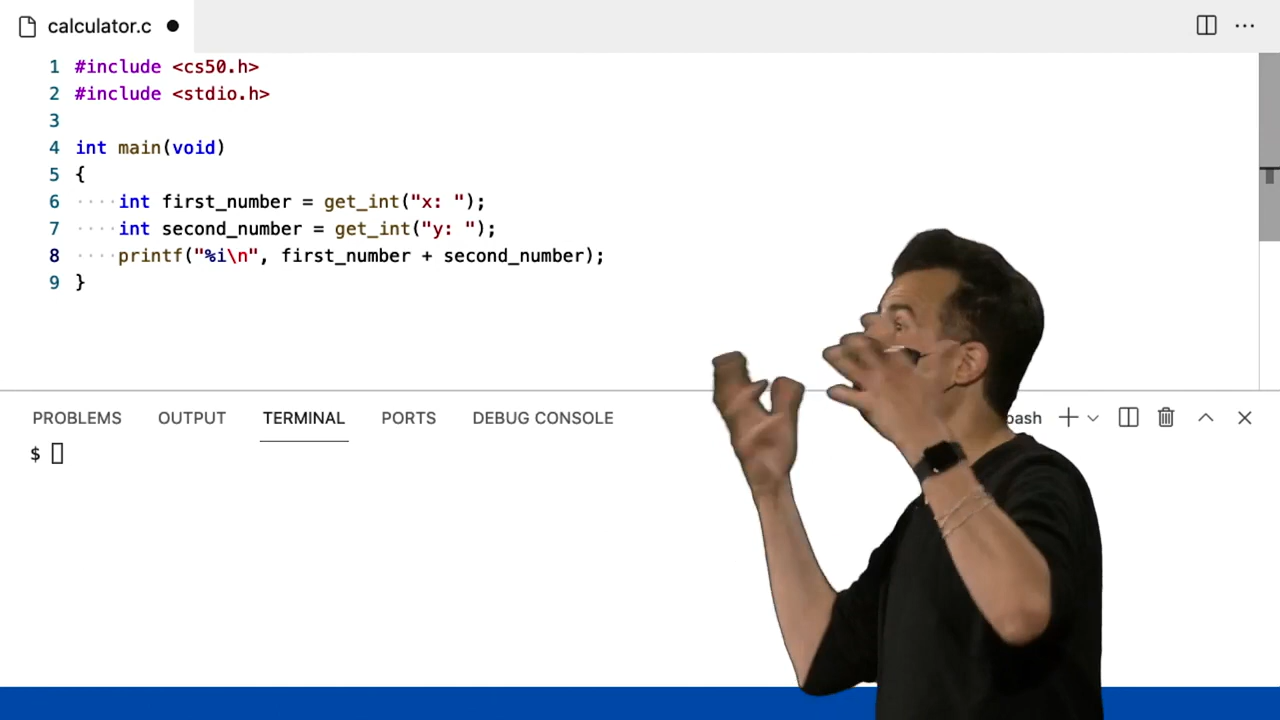 calculator.c
1 #include <cs50.h>
2 #include <stdio.h>
3
4 int main(void)
5 {
6 ····int first_number = get_int("x: ");
7 ····int second_number = get_int("y: ");
8 ····printf("%i\n", first_number + second_number);
9 }
PROBLEMS OUTPUT TERMINAL PORTS DEBUG CONSOLE bash
$